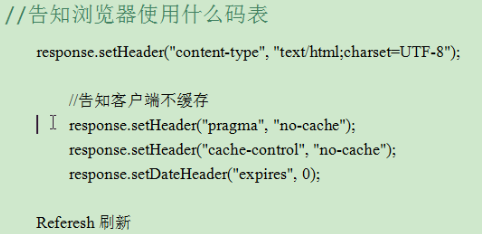 //告知浏览器使用什么码表
response.setHeader("content-type", "text/html;charset=UTF-8");
//告知客户端不缓存
response.setHeader("pragma", "no-cache");
response.setHeader("cache-control", "no-cache");
response.setDateHeader("expires", 0);
Referesh 刷新